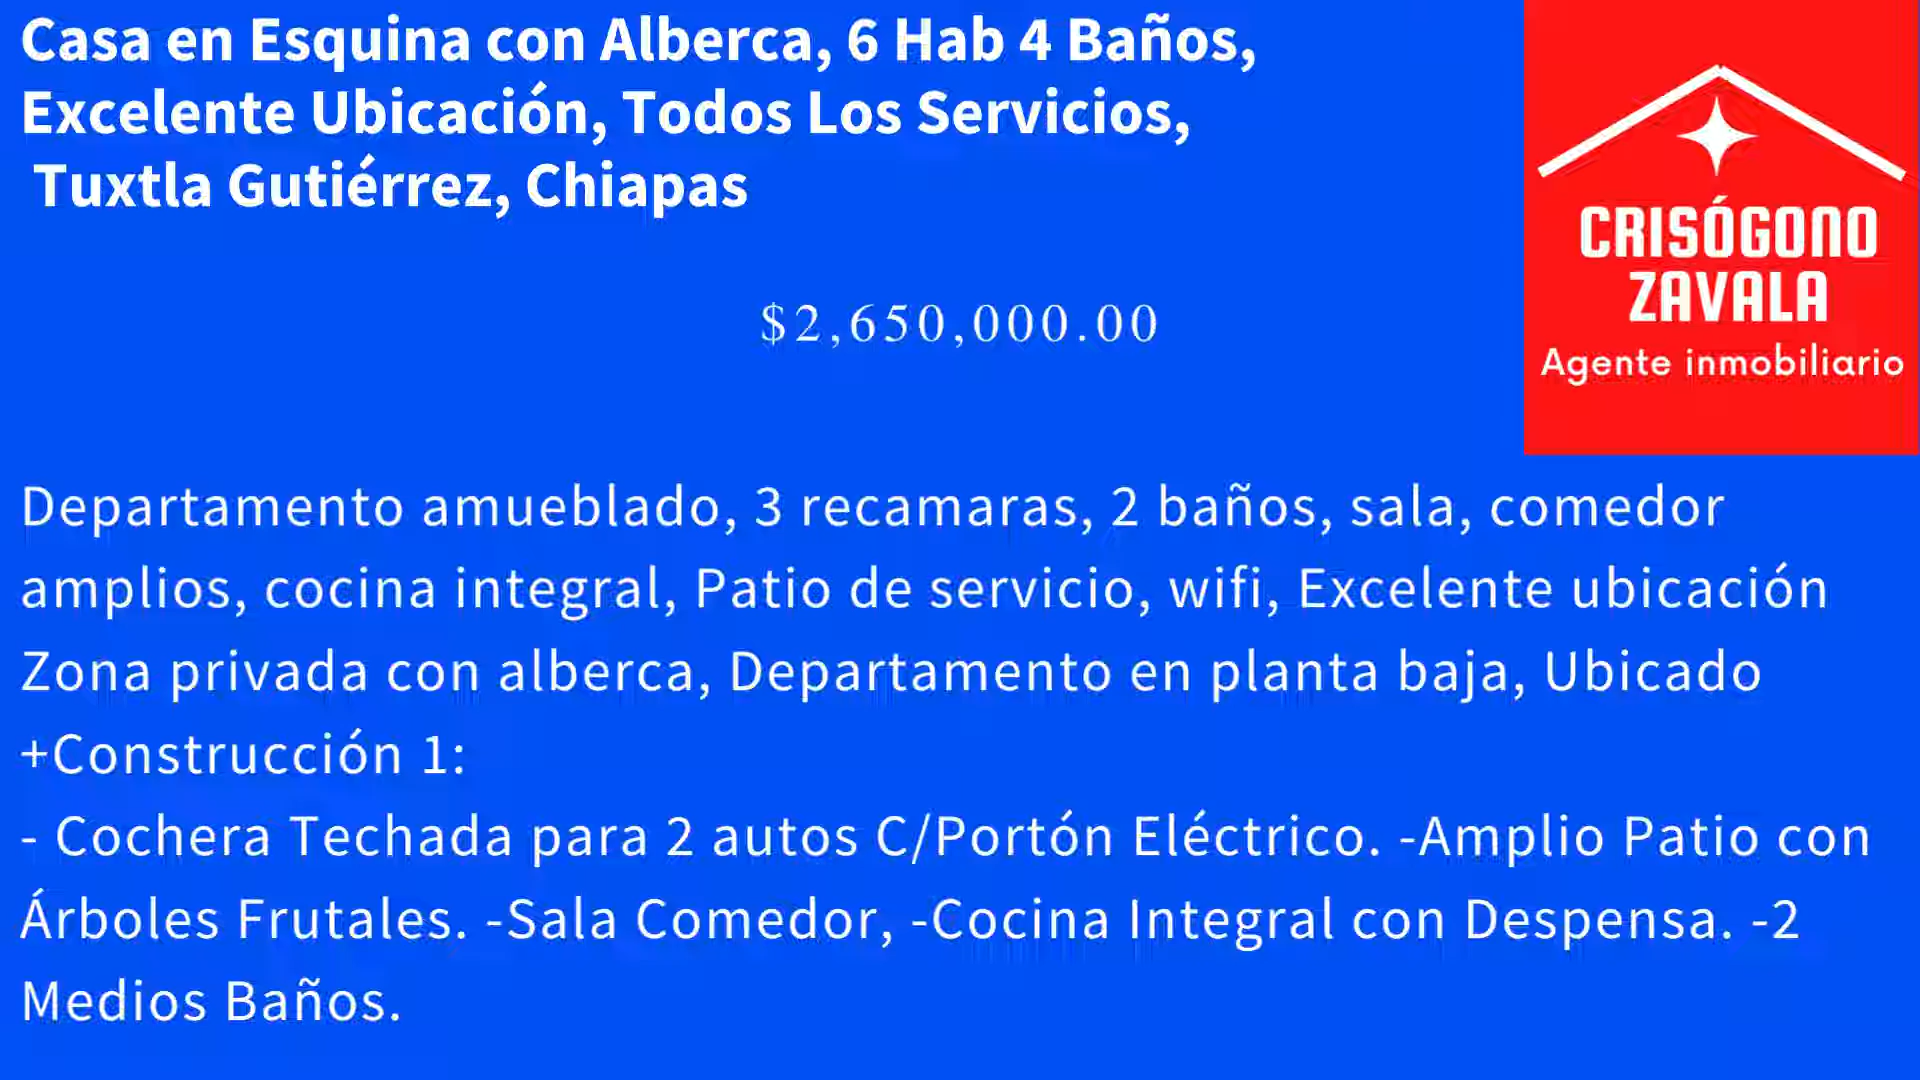 Casa en Esquina con Alberca, 6 Hab 4 Baños,
Excelente Ubicación, Todos Los Servicios,
Tuxtla Gutiérrez, Chiapas
CRISÓGONO
ZAVALA
Agente inmobiliario
$2,650,000.00
Departamento amueblado, 3 recamaras, 2 baños, sala, comedor
amplios, cocina integral, Patio de servicio, wifi, Excelente ubicación
Zona privada con alberca, Departamento en planta baja, Ubicado
+Construcción 1:
- Cochera Techada para 2 autos C/Portón Eléctrico. -Amplio Patio con
Árboles Frutales. -Sala Comedor, -Cocina Integral con Despensa. -2
Medios Baños.